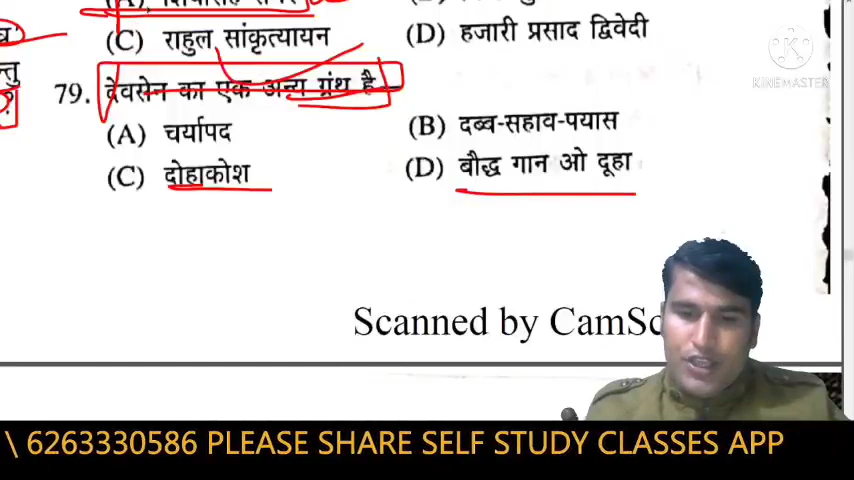 (C) राहुल सांकृत्यायन
(D) हजारी प्रसाद द्विवेदी
79. देवसेन का एक अन्य ग्रंथ है
(A) चर्यापद
(B) दब्ब-सहाव-पयास
(C) दोहाकोश
(D) बौद्ध गान ओ दूहा
KINEMASTER
Scanned by CamSc
\ 6263330586 PLEASE SHARE SELF STUDY CLASSES APP